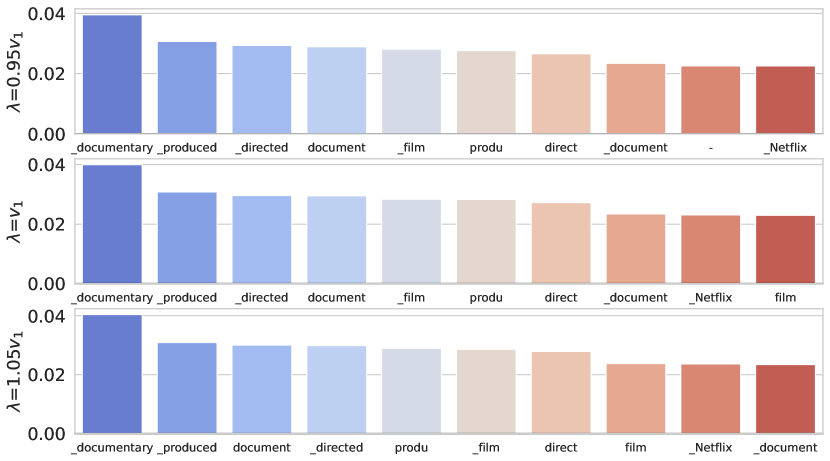 0.04
0.02
0.00
λ=0.95v₁
_documentary _produced _directed document _film produ direct _document - _Netflix
0.04
0.02
0.00
λ=v₁
_documentary _produced _directed document _film produ direct _document _Netflix film
0.04
0.02
0.00
λ=1.05v₁
_documentary _produced document _directed produ _film direct film _Netflix _document